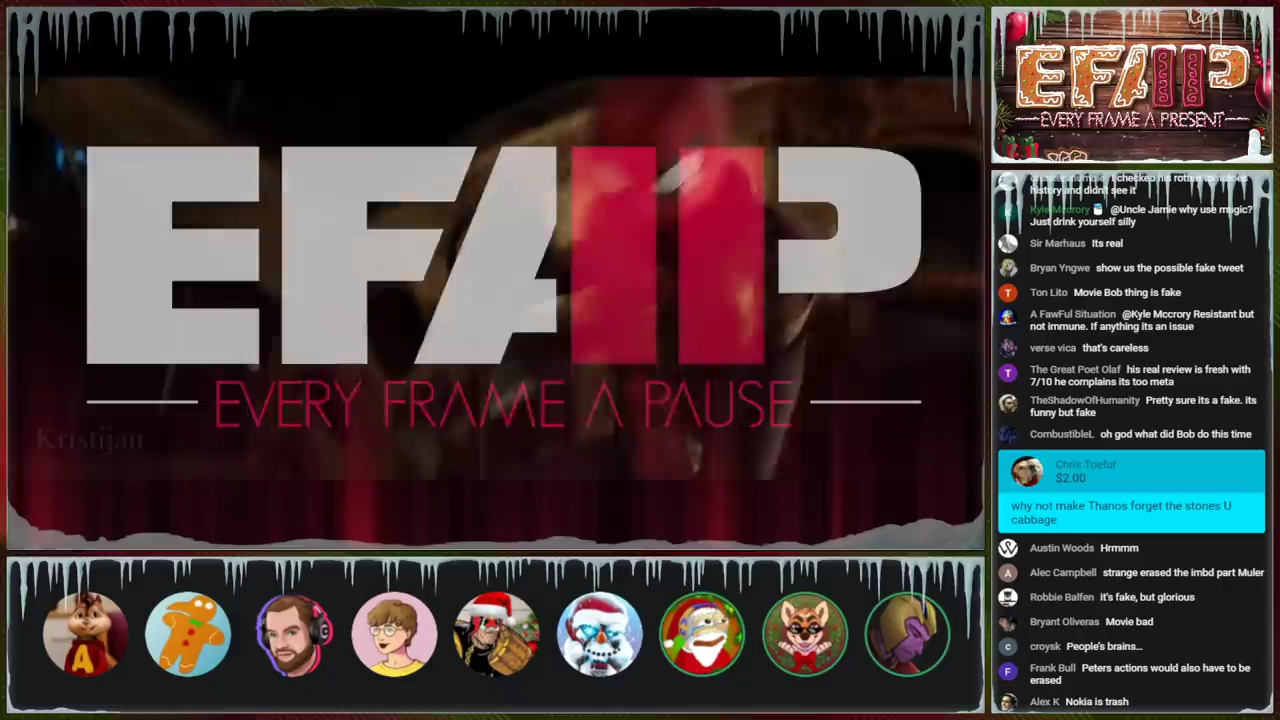 EFAP
EVERY FRAME A PAUSE
Kristijan
EFAP
EVERY FRAME A PRESENT
checked his rotten tomatoes
history and didn't see it
Kyle Mccrory @Uncle Jamie why use magic?
Just drink yourself silly
Sir Marhaus Its real
Bryan Yngwe show us the possible fake tweet
Ton Lito Movie Bob thing is fake
A FawFul Situation @Kyle Mccrory Resistant but
not immune. If anything its an issue
verse vica that's careless
The Great Poet Olaf his real review is fresh with
7/10 he complains its too meta
TheShadowOfHumanity Pretty sure its a fake. its
funny but fake
CombustibleL oh god what did Bob do this time
Chris Toefur
$2.00
why not make Thanos forget the stones U
cabbage
Austin Woods Hrmmm
Alec Campbell strange erased the imbd part Muler
Robbie Balfen it's fake, but glorious
Bryant Oliveras Movie bad
croysk People's brains...
Frank Bull Peters actions would also have to be
erased
Alex K Nokia is trash